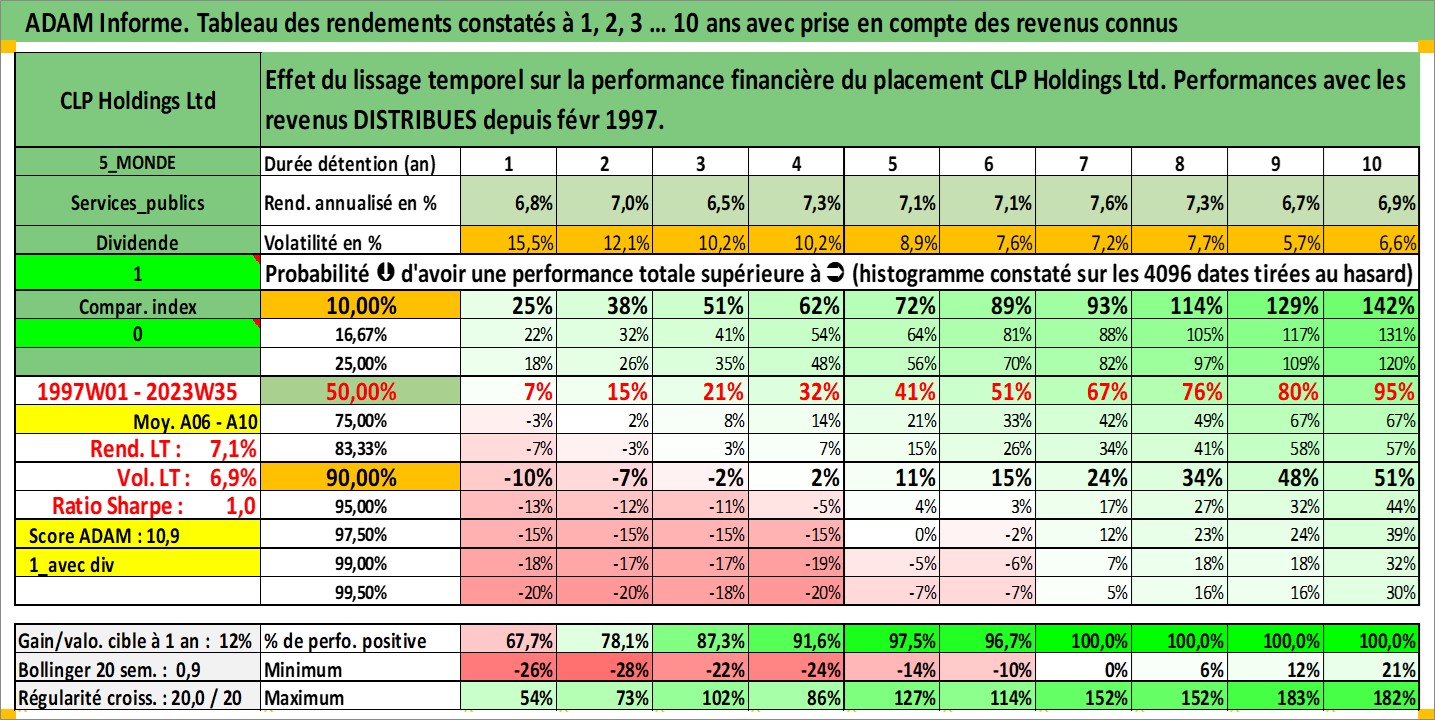 ADAM Informe. Tableau des rendements constatés à 1, 2, 3 ... 10 ans avec prise en compte des revenus connus
CLP Holdings Ltd
Effet du lissage temporel sur la performance financière du placement CLP Holdings Ltd. Performances avec les
revenus DISTRIBUES depuis févr 1997.
5_MONDE Durée détention (an) 1 2 3 4 5 6 7 8 9 10
Services_publics Rend. annualisé en % 6,8% 7,0% 6,5% 7,3% 7,1% 7,1% 7,6% 7,3% 6,7% 6,9%
Dividende Volatilité en % 15,5% 12,1% 10,2% 10,2% 8,9% 7,6% 7,2% 7,7% 5,7% 6,6%
1 Probabilité ⬇ d'avoir une performance totale supérieure à ➲ (histogramme constaté sur les 4096 dates tirées au hasard)
Compar. index 10,00% 25% 38% 51% 62% 72% 89% 93% 114% 129% 142%
0 16,67% 22% 32% 41% 54% 64% 81% 88% 105% 117% 131%
25,00% 18% 26% 35% 48% 56% 70% 82% 97% 109% 120%
1997W01 - 2023W35 50,00% 7% 15% 21% 32% 41% 51% 67% 76% 80% 95%
Moy. A06 - A10 75,00% -3% 2% 8% 14% 21% 33% 42% 49% 67% 67%
Rend. LT : 7,1% 83,33% -7% -3% 3% 7% 15% 26% 34% 41% 58% 57%
Vol. LT : 6,9% 90,00% -10% -7% -2% 2% 11% 15% 24% 34% 48% 51%
Ratio Sharpe : 1,0 95,00% -13% -12% -11% -5% 4% 3% 17% 27% 32% 44%
Score ADAM : 10,9 97,50% -15% -15% -15% -15% 0% -2% 12% 23% 24% 39%
1_avec div 99,00% -18% -17% -17% -19% -5% -6% 7% 18% 18% 32%
99,50% -20% -20% -18% -20% -7% -7% 5% 16% 16% 30%
Gain/valo. cible à 1 an : 12% % de perfo. positive 67,7% 78,1% 87,3% 91,6% 97,5% 96,7% 100,0% 100,0% 100,0% 100,0%
Bollinger 20 sem. : 0,9 Minimum -26% -28% -22% -24% -14% -10% 0% 6% 12% 21%
Régularité croiss. : 20,0 / 20 Maximum 54% 73% 102% 86% 127% 114% 152% 152% 183% 182%